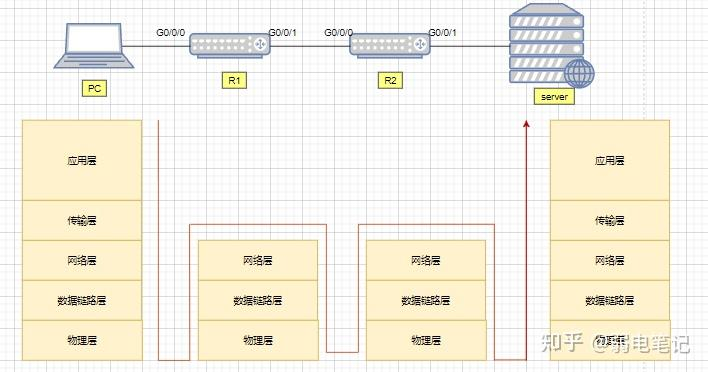 G0/0/0
G0/0/1
G0/0/0
G0/0/1
PC
R1
R2
server
应用层
应用层
传输层
传输层
网络层
网络层
网络层
网络层
数据链路层
数据链路层
数据链路层
数据链路层
物理层
物理层
物理层
物理层
知乎 @弱电笔记